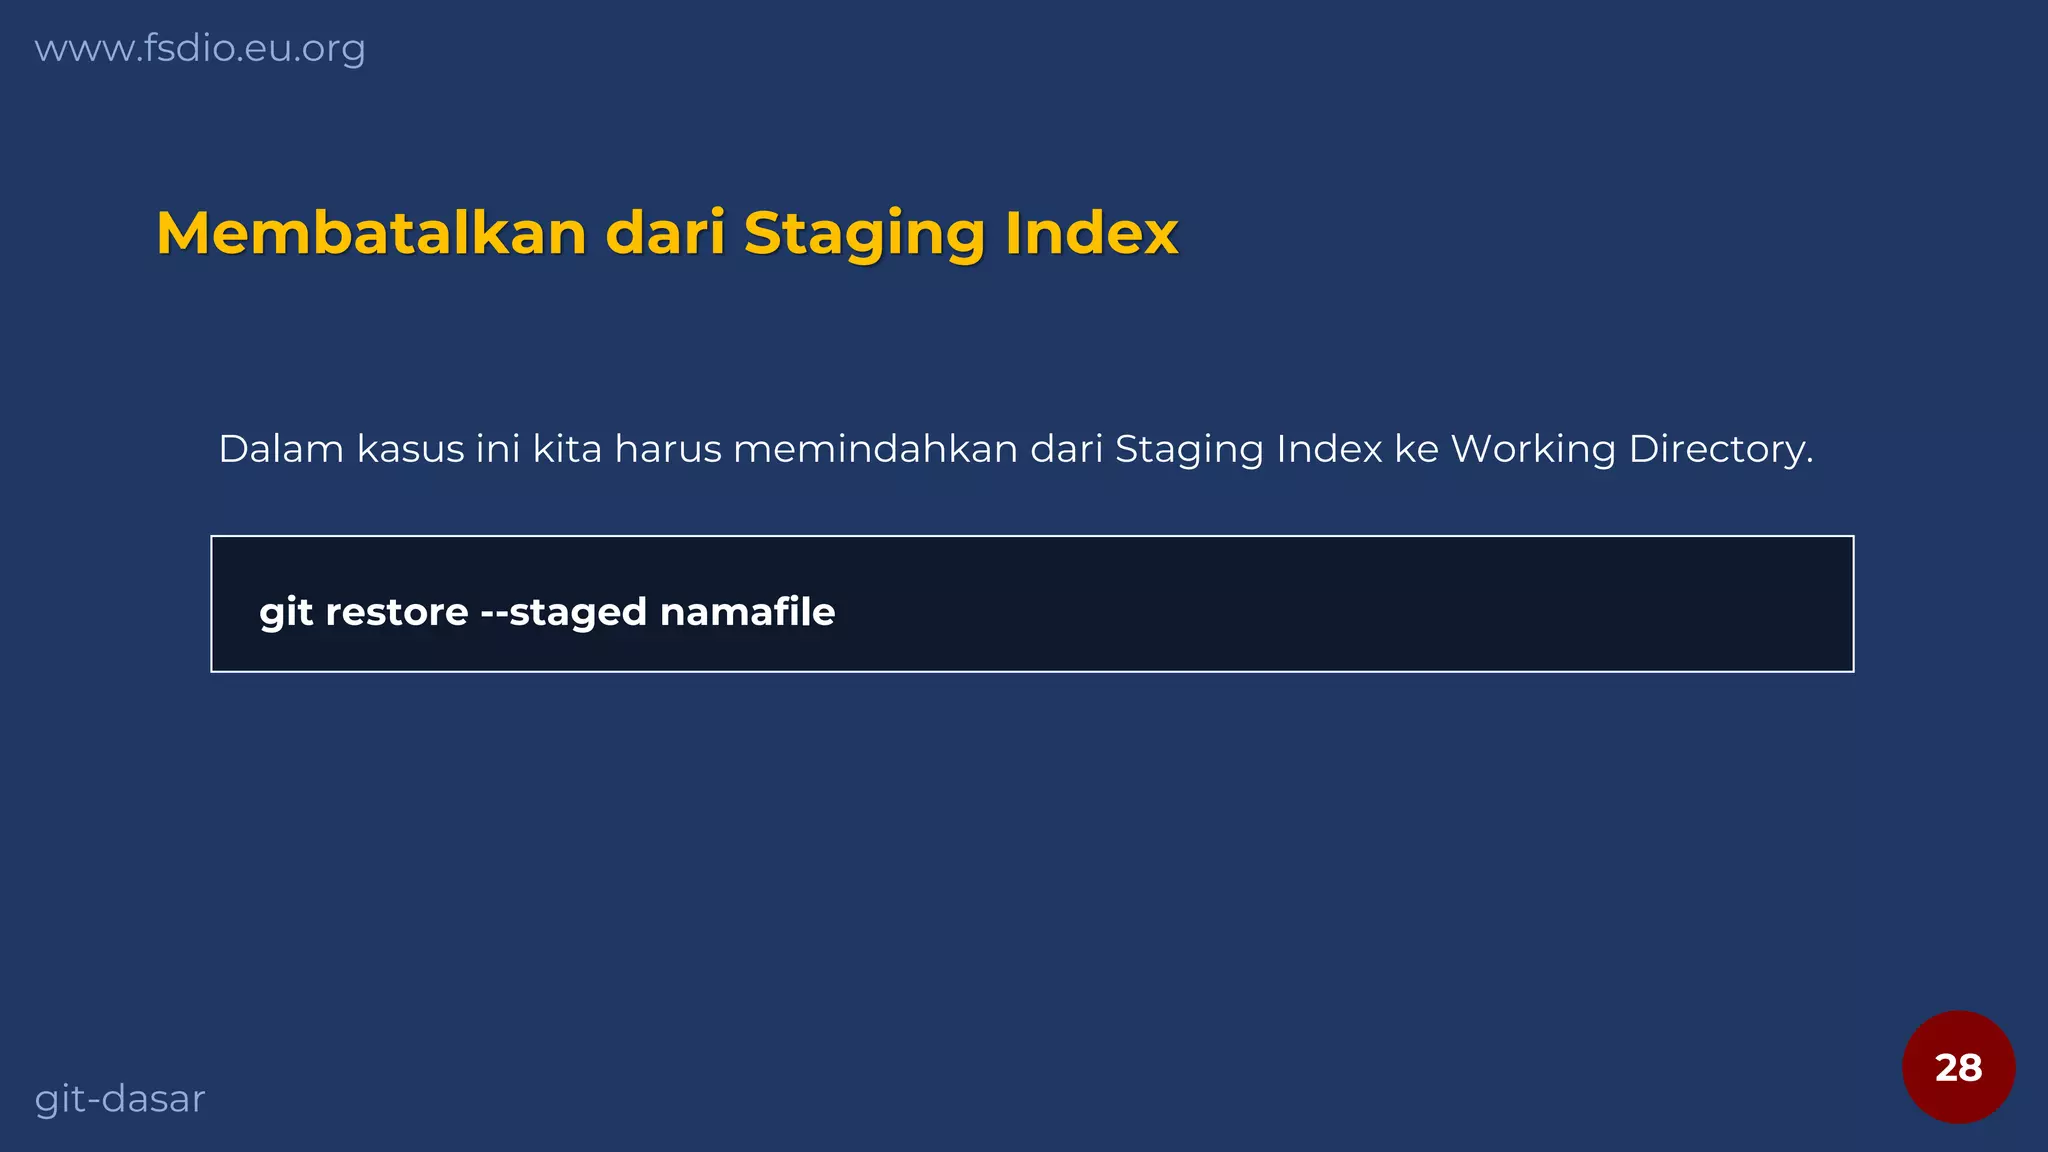 www.fsdio.eu.org
Membatalkan dari Staging Index
Dalam kasus ini kita harus memindahkan dari Staging Index ke Working Directory.
git restore --staged namafile
28
git-dasar